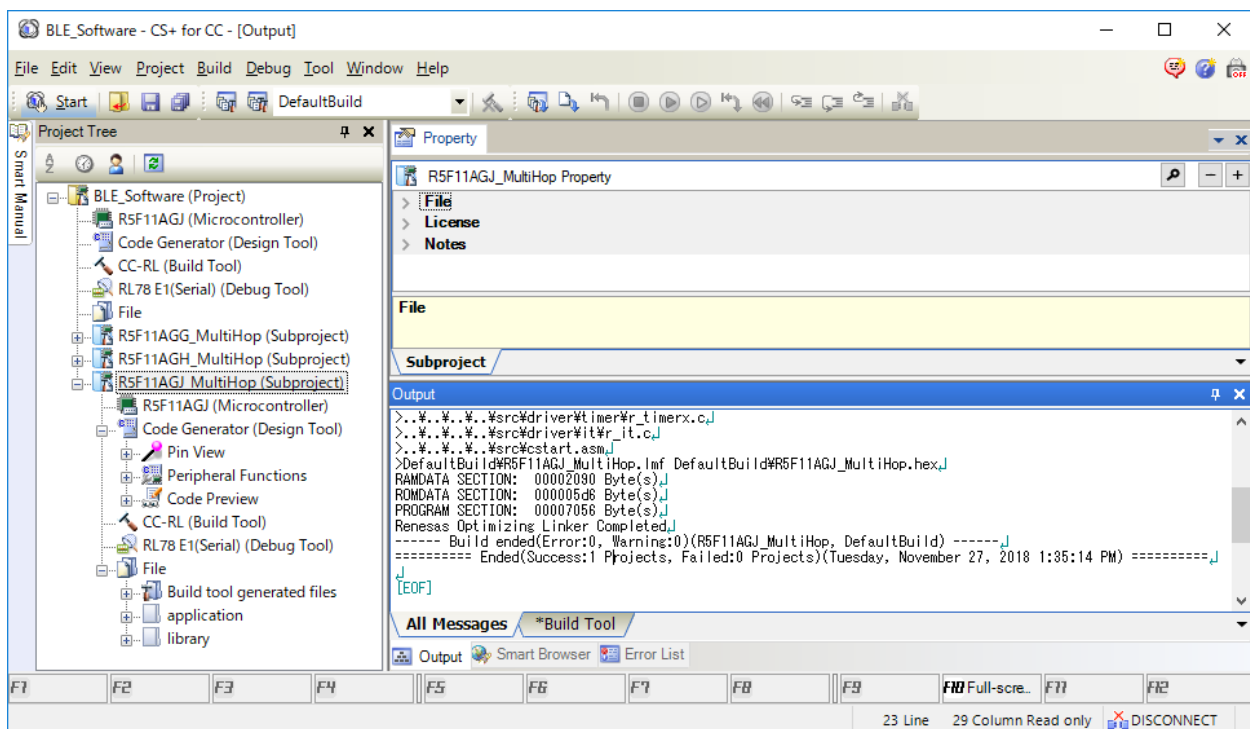 BLE_Software - CS+ for CC - [Output]
File Edit View Project Build Debug Tool Window Help
Start DefaultBuild
Smart Manual
Project Tree
BLE_Software (Project)
R5F11AGJ (Microcontroller)
Code Generator (Design Tool)
CC-RL (Build Tool)
RL78 E1(Serial) (Debug Tool)
File
R5F11AGG_MultiHop (Subproject)
R5F11AGH_MultiHop (Subproject)
R5F11AGJ_MultiHop (Subproject)
R5F11AGJ (Microcontroller)
Code Generator (Design Tool)
Pin View
Peripheral Functions
Code Preview
CC-RL (Build Tool)
RL78 E1(Serial) (Debug Tool)
File
Build tool generated files
application
library
Property
R5F11AGJ_MultiHop Property
File
License
Notes
File
Subproject
Output
>..¥..¥..¥..¥src¥driver¥timer¥r_timerx.c
>..¥..¥..¥..¥src¥driver¥it¥r_it.c
>..¥..¥..¥..¥src¥cstart.asm
>DefaultBuild¥R5F11AGJ_MultiHop.lmf DefaultBuild¥R5F11AGJ_MultiHop.hex
RAMDATA SECTION:  00002090 Byte(s)
ROMDATA SECTION:  000005d6 Byte(s)
PROGRAM SECTION:  00007056 Byte(s)
Renesas Optimizing Linker Completed
------ Build ended(Error:0, Warning:0)(R5F11AGJ_MultiHop, DefaultBuild) ------
========== Ended(Success:1 Projects, Failed:0 Projects)(Tuesday, November 27, 2018 1:35:14 PM) ==========
[EOF]
All Messages *Build Tool
Output Smart Browser Error List
F1 F2 F3 F4 F5 F6 F7 F8 F9 F10 Full-scre... F11 F12
23 Line 29 Column Read only DISCONNECT